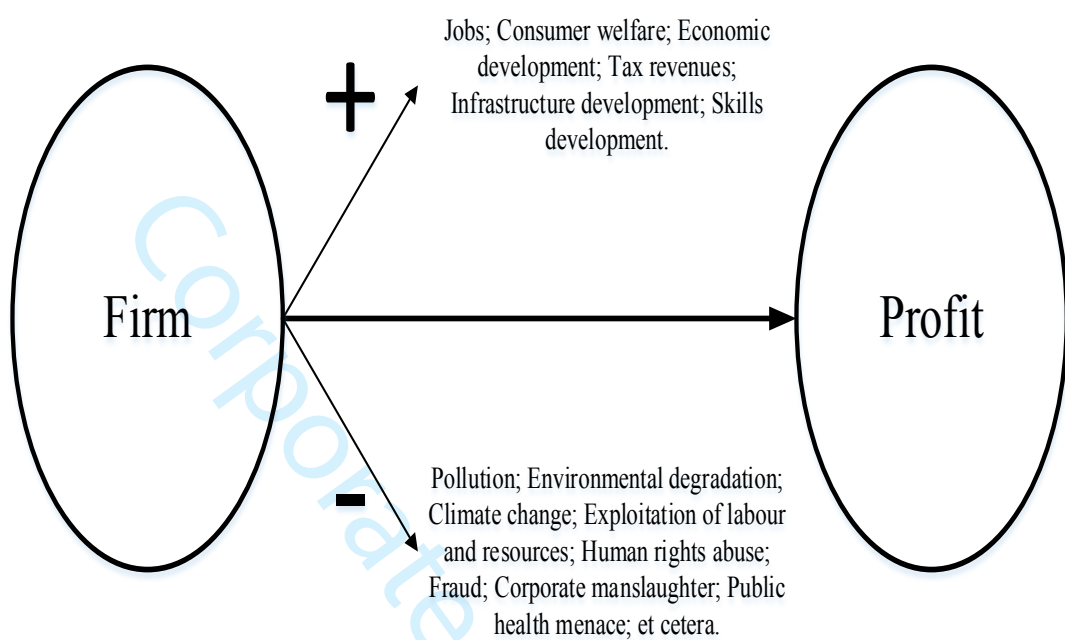 Jobs; Consumer welfare; Economic
development; Tax revenues;
Infrastructure development; Skills
development.
+
Firm
Profit
-
Pollution; Environmental degradation;
Climate change; Exploitation of labour
and resources; Human rights abuse;
Fraud; Corporate manslaughter; Public
health menace; et cetera.
Corporate